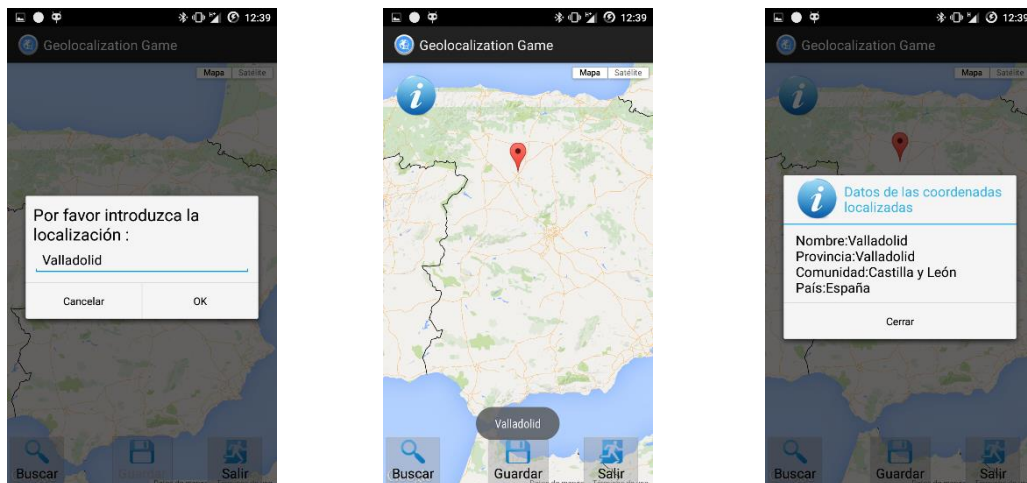 12:39
Geolocalization Game
Mapa Satélite
Por favor introduzca la
localización :
Valladolid
Cancelar OK
Buscar Guardar Salir
12:39
Geolocalization Game
Mapa Satélite
Valladolid
Buscar Guardar Salir
12:39
Geolocalization Game
Mapa Satélite
Datos de las coordenadas
localizadas
Nombre:Valladolid
Provincia:Valladolid
Comunidad:Castilla y León
País:España
Cerrar
Buscar Guardar Salir